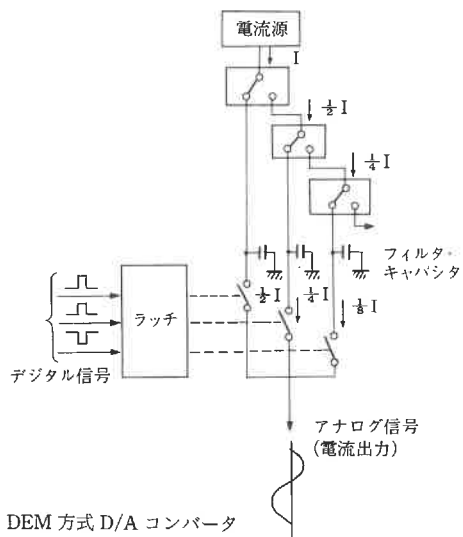 電流源
I
½I
¼I
フィルタ・
キャパシタ
½I
¼I
⅛I
ラッチ
デジタル信号
アナログ信号
(電流出力)
DEM 方式 D/A コンバータ